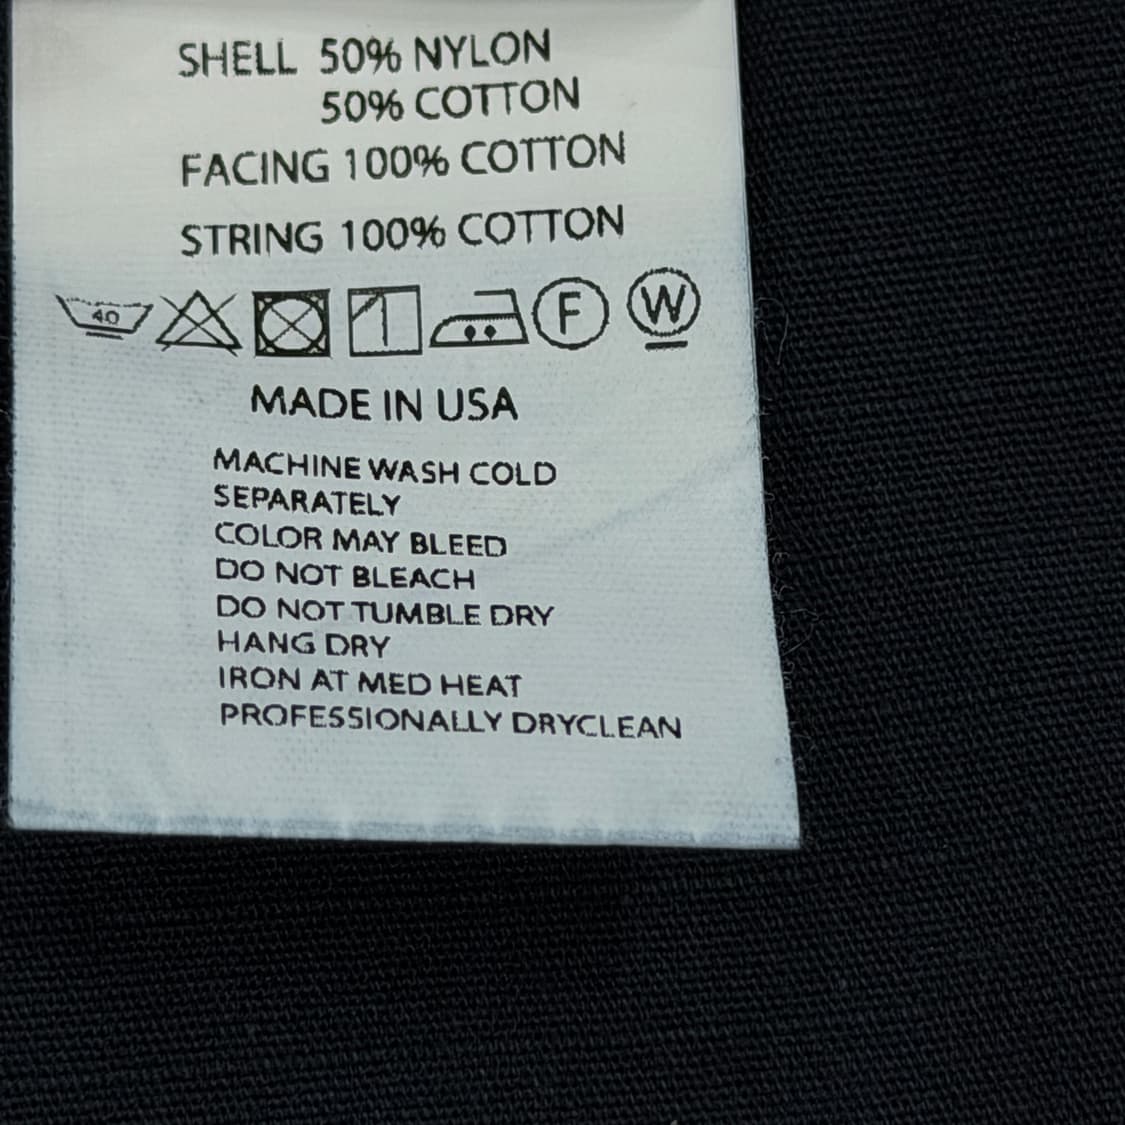 SHELL 50% NYLON
50% COTTON
FACING 100% COTTON
STRING 100% COTTON
40 F W
MADE IN USA
MACHINE WASH COLD
SEPARATELY
COLOR MAY BLEED
DO NOT BLEACH
DO NOT TUMBLE DRY
HANG DRY
IRON AT MED HEAT
PROFESSIONALLY DRYCLEAN